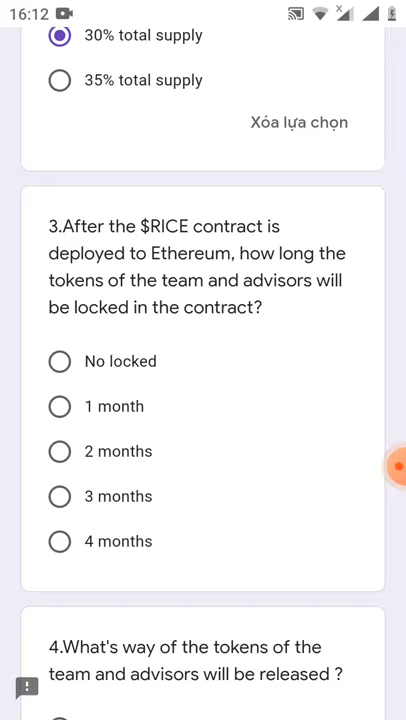 16:12
30% total supply
35% total supply
Xóa lựa chọn
3.After the $RICE contract is
deployed to Ethereum, how long the
tokens of the team and advisors will
be locked in the contract?
No locked
1 month
2 months
3 months
4 months
4.What's way of the tokens of the
team and advisors will be released ?